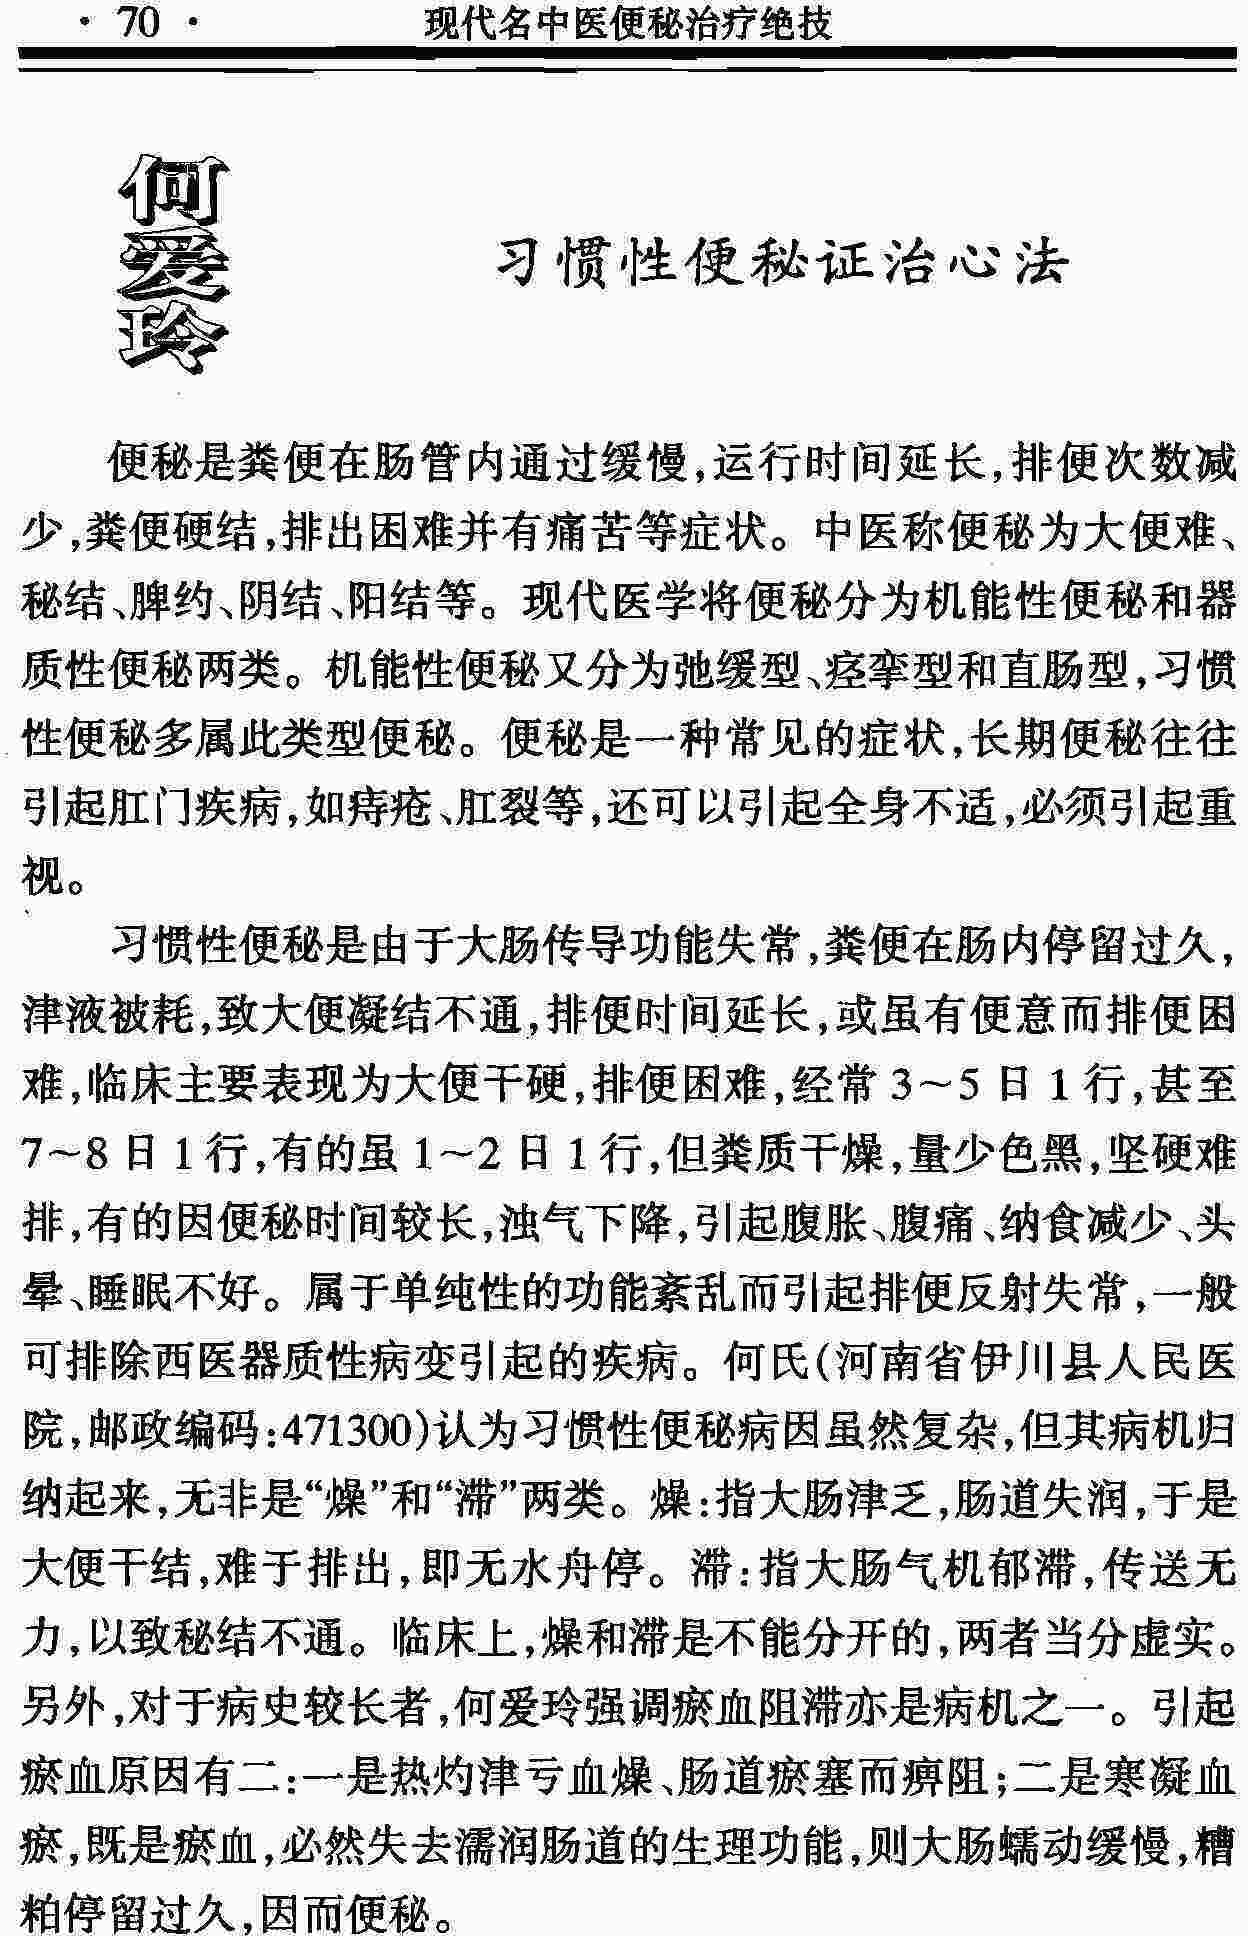 · 70 · 现代名中医便秘治疗绝技
何爱玲
习惯性便秘证治心法
便秘是粪便在肠管内通过缓慢,运行时间延长,排便次数减
少,粪便硬结,排出困难并有痛苦等症状。中医称便秘为大便难、
秘结、脾约、阴结、阳结等。现代医学将便秘分为机能性便秘和器
质性便秘两类。机能性便秘又分为弛缓型、痉挛型和直肠型,习惯
性便秘多属此类型便秘。便秘是一种常见的症状,长期便秘往往
引起肛门疾病,如痔疮、肛裂等,还可以引起全身不适,必须引起重
视。
习惯性便秘是由于大肠传导功能失常,粪便在肠内停留过久,
津液被耗,致大便凝结不通,排便时间延长,或虽有便意而排便困
难,临床主要表现为大便干硬,排便困难,经常3～5日1行,甚至
7～8日1行,有的虽1～2日1行,但粪质干燥,量少色黑,坚硬难
排,有的因便秘时间较长,浊气下降,引起腹胀、腹痛、纳食减少、头
晕、睡眠不好。属于单纯性的功能紊乱而引起排便反射失常,一般
可排除西医器质性病变引起的疾病。何氏(河南省伊川县人民医
院,邮政编码:471300)认为习惯性便秘病因虽然复杂,但其病机归
纳起来,无非是“燥”和“滞”两类。燥:指大肠津乏,肠道失润,于是
大便干结,难于排出,即无水舟停。滞:指大肠气机郁滞,传送无
力,以致秘结不通。临床上,燥和滞是不能分开的,两者当分虚实。
另外,对于病史较长者,何爱玲强调瘀血阻滞亦是病机之一。引起
瘀血原因有二:一是热灼津亏血燥、肠道瘀塞而痹阻;二是寒凝血
瘀,既是瘀血,必然失去濡润肠道的生理功能,则大肠蠕动缓慢,糟
粕停留过久,因而便秘。